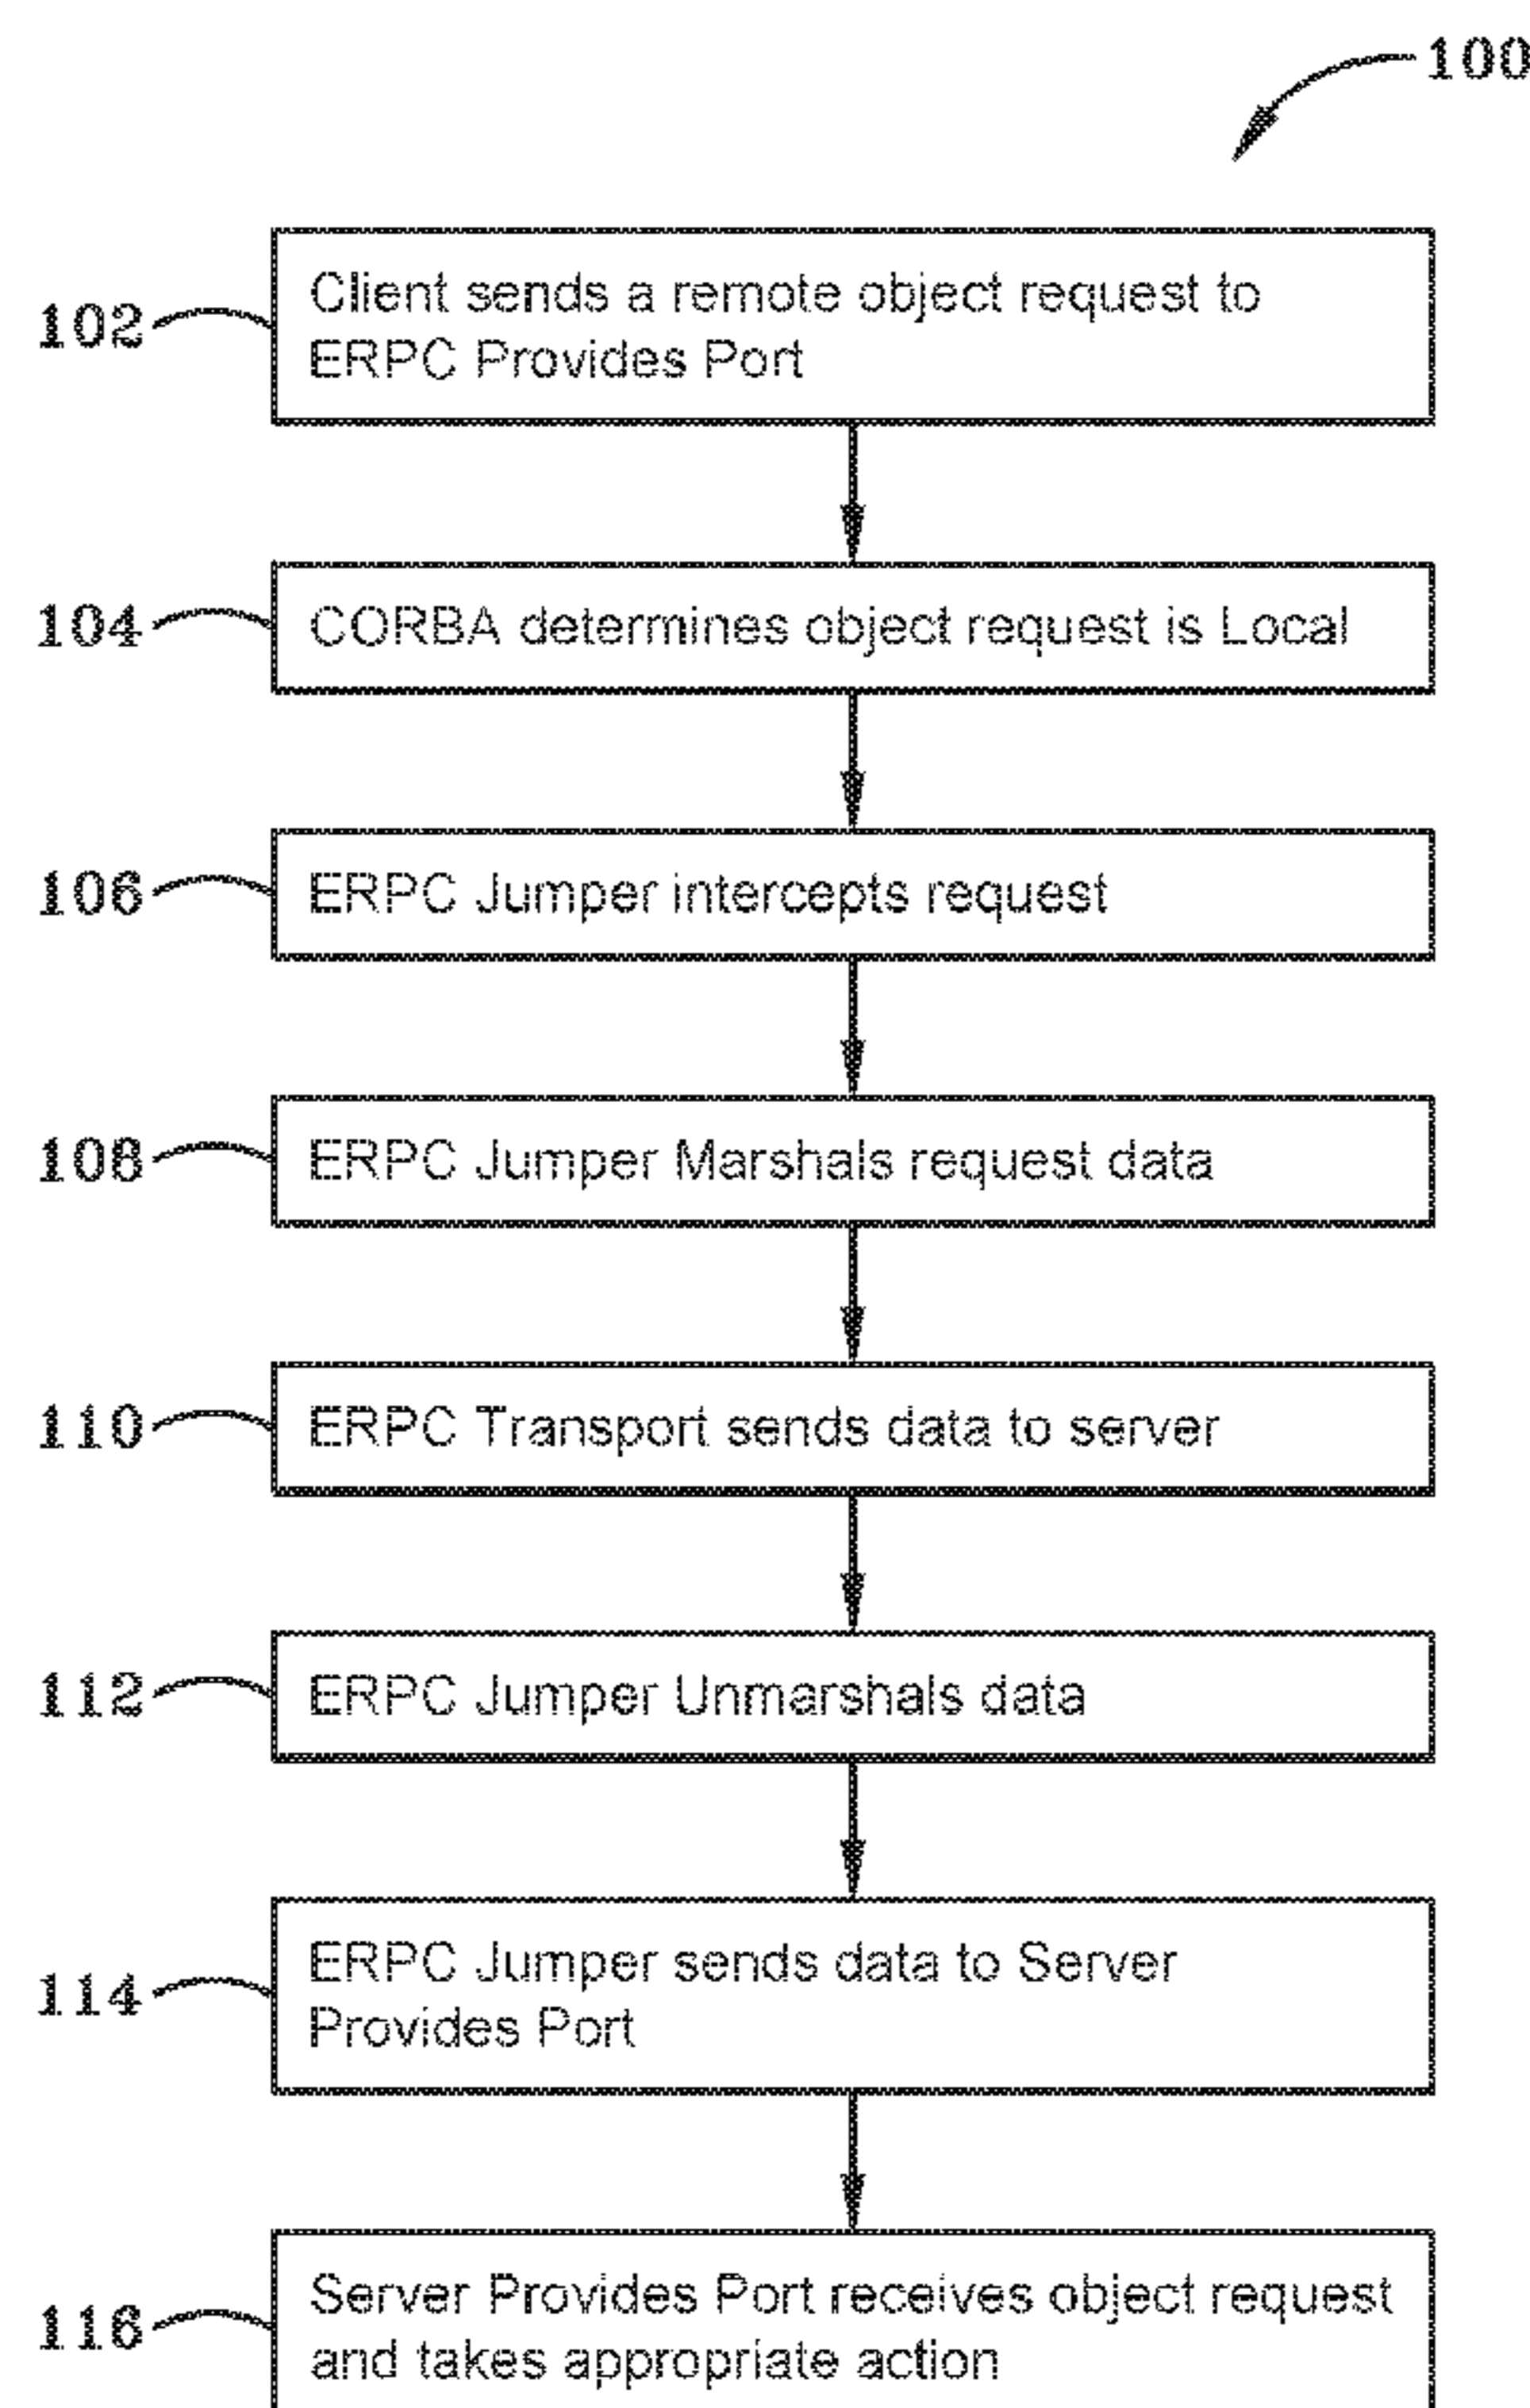 100
102
Client sends a remote object request to
ERPC Provides Port
104
CORBA determines object request is Local
106
ERPC Jumper intercepts request
108
ERPC Jumper Marshals request data
110
ERPC Transport sends data to server
112
ERPC Jumper Unmarshals data
114
ERPC Jumper sends data to Server
Provides Port
116
Server Provides Port receives object request
and takes appropriate action